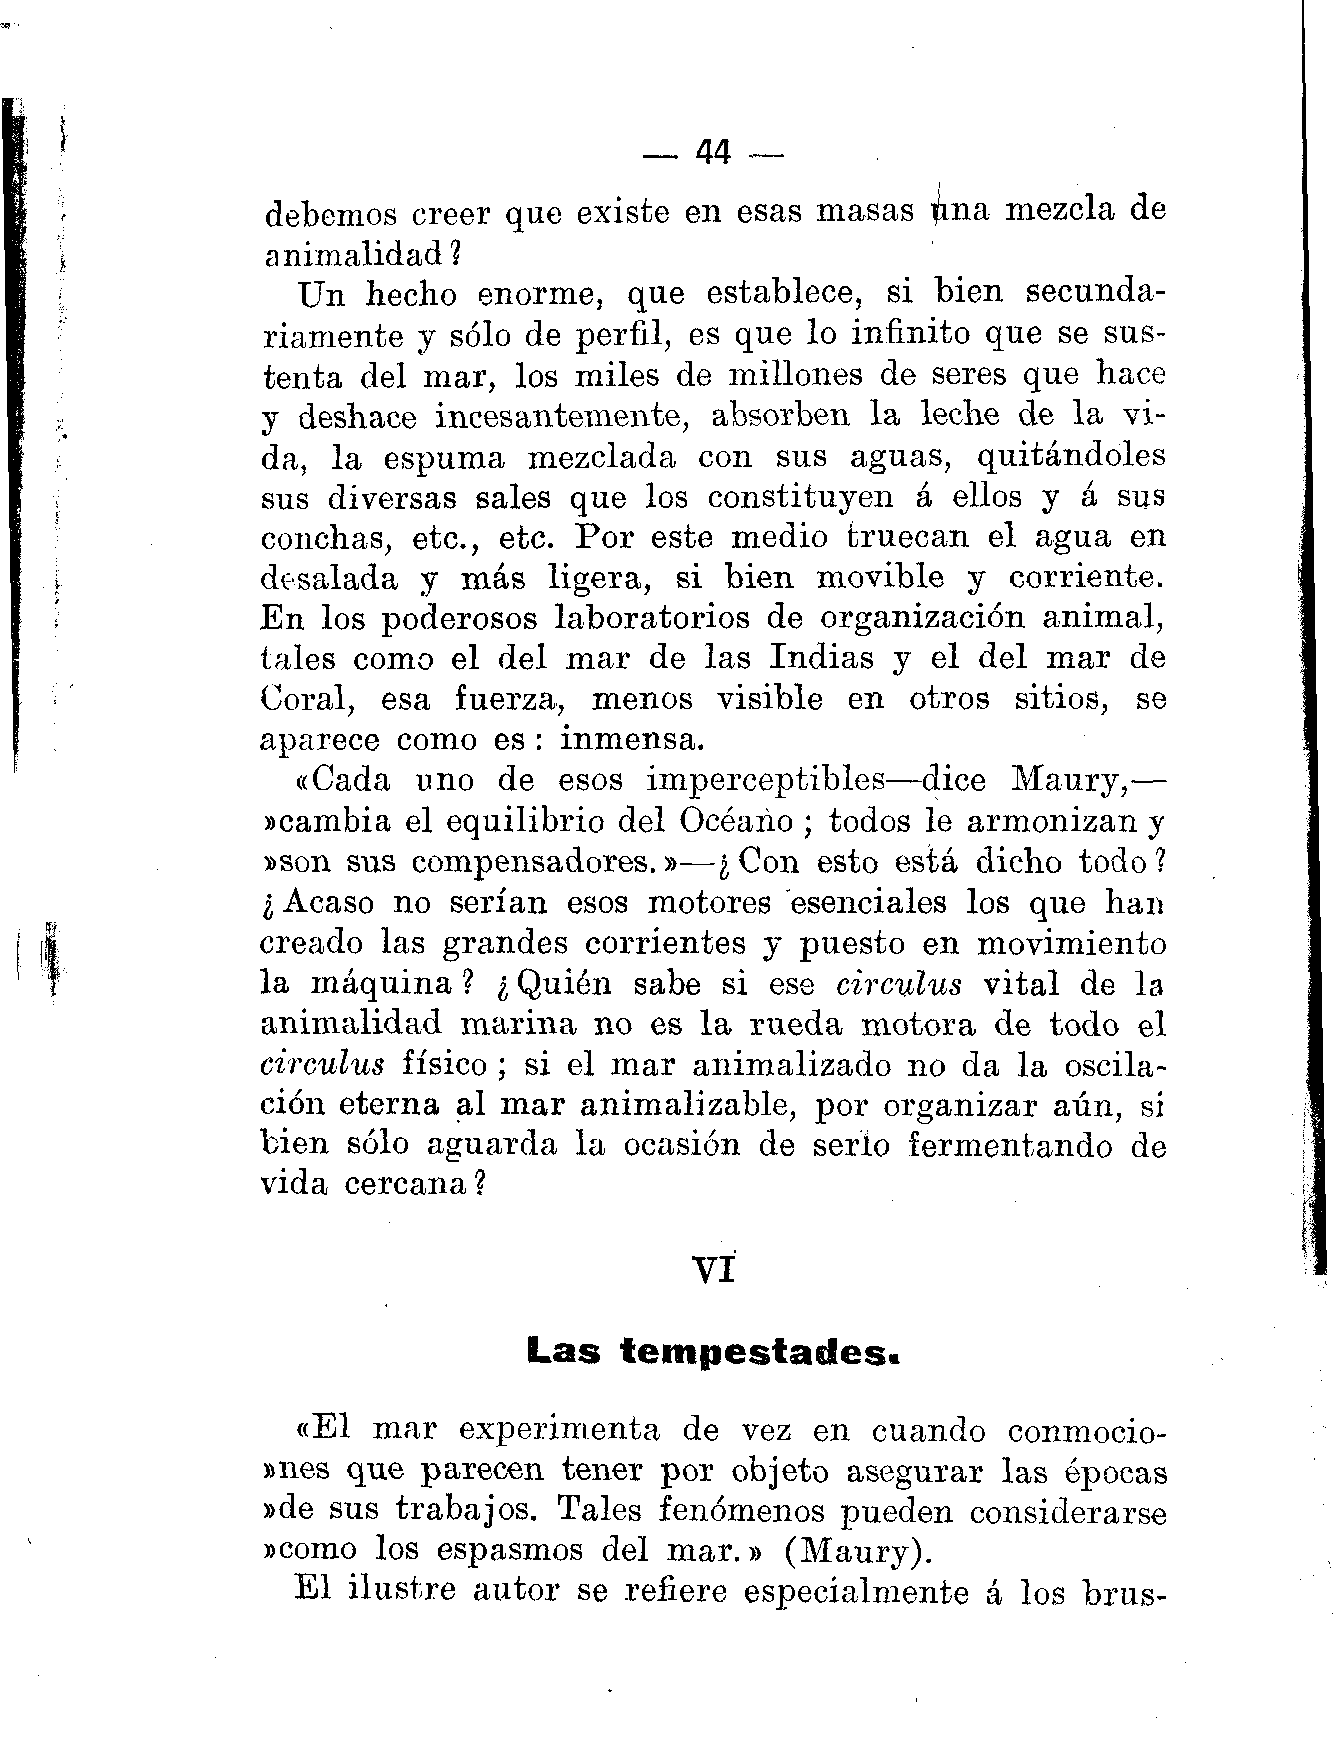 — 44 —
debemos creer que existe en esas masas una mezcla de
animalidad?
Un hecho enorme, que establece, si bien secunda-
riamente y sólo de perfil, es que lo infinito que se sus-
tenta del mar, los miles de millones de seres que hace
y deshace incesantemente, absorben la leche de la vi-
da, la espuma mezclada con sus aguas, quitándoles
sus diversas sales que los constituyen á ellos y á sus
conchas, etc., etc. Por este medio truecan el agua en
desalada y más ligera, si bien movible y corriente.
En los poderosos laboratorios de organización animal,
tales como el del mar de las Indias y el del mar de
Coral, esa fuerza, menos visible en otros sitios, se
aparece como es: inmensa.
«Cada uno de esos imperceptibles—dice Maury,—
»cambia el equilibrio del Océano; todos le armonizan y
»son sus compensadores.»—¿Con esto está dicho todo?
¿Acaso no serían esos motores esenciales los que han
creado las grandes corrientes y puesto en movimiento
la máquina? ¿Quién sabe si ese circulus vital de la
animalidad marina no es la rueda motora de todo el
circulus físico; si el mar animalizado no da la oscila-
ción eterna al mar animalizable, por organizar aún, si
bien sólo aguarda la ocasión de serlo fermentando de
vida cercana?
VI
Las tempestades.
«El mar experimenta de vez en cuando conmocio-
»nes que parecen tener por objeto asegurar las épocas
»de sus trabajos. Tales fenómenos pueden considerarse
»como los espasmos del mar.» (Maury).
El ilustre autor se refiere especialmente á los brus-